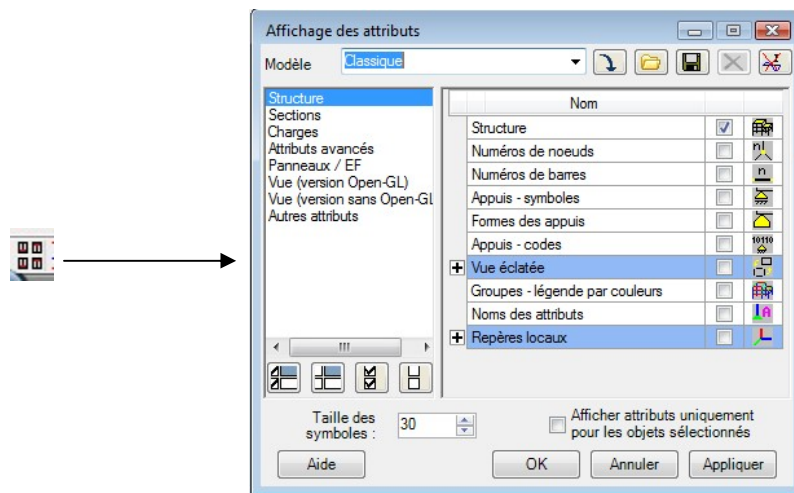 Affichage des attributs
Modèle
Classique
Structure
Sections
Charges
Attributs avancés
Panneaux / EF
Vue (version Open-GL)
Vue (version sans Open-GL
Autres attributs
Nom
Structure
Numéros de noeuds
Numéros de barres
Appuis - symboles
Formes des appuis
Appuis - codes
Vue éclatée
Groupes - légende par couleurs
Noms des attributs
Repères locaux
n1
n
10110
A
Taille des
symboles :
30
Afficher attributs uniquement
pour les objets sélectionnés
Aide
OK
Annuler
Appliquer